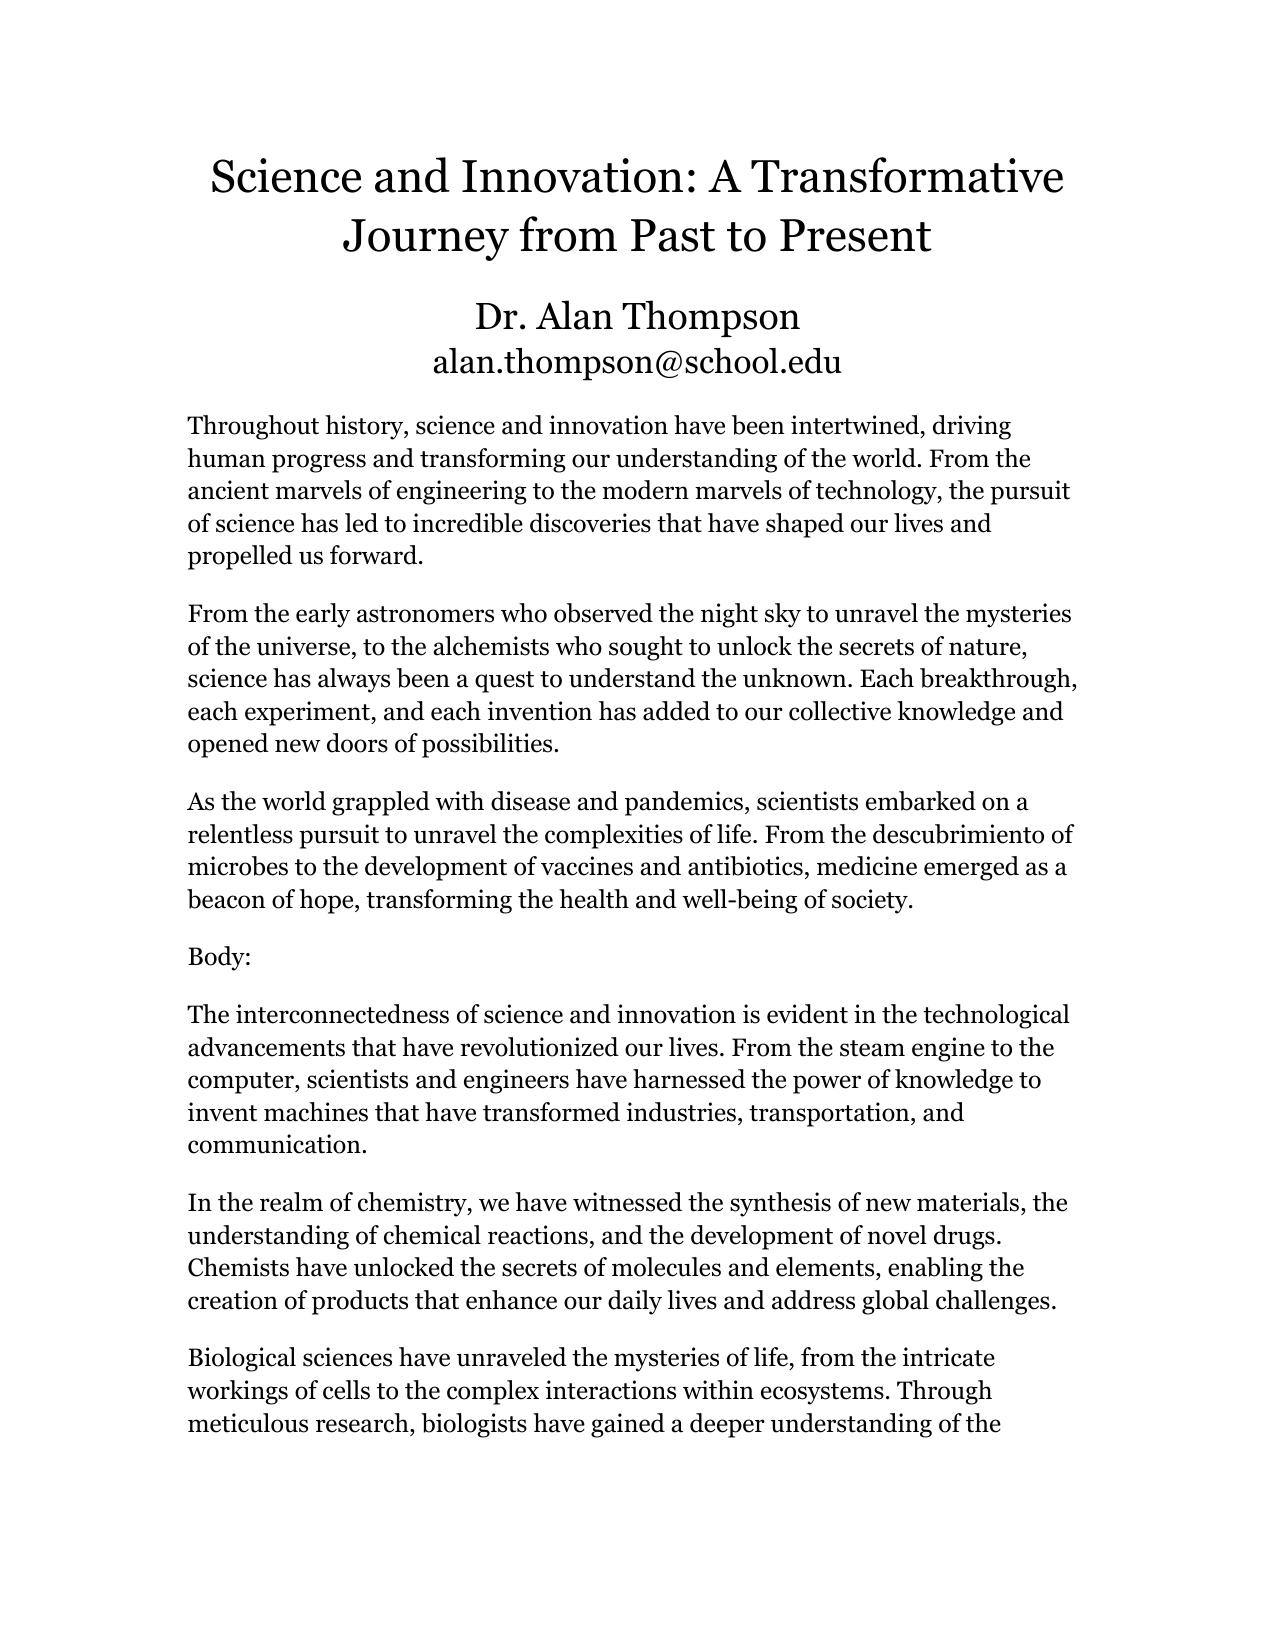 Science and Innovation: A Transformative
Journey from Past to Present
Dr. Alan Thompson
alan.thompson@school.edu
Throughout history, science and innovation have been intertwined, driving
human progress and transforming our understanding of the world. From the
ancient marvels of engineering to the modern marvels of technology, the pursuit
of science has led to incredible discoveries that have shaped our lives and
propelled us forward.
From the early astronomers who observed the night sky to unravel the mysteries
of the universe, to the alchemists who sought to unlock the secrets of nature,
science has always been a quest to understand the unknown. Each breakthrough,
each experiment, and each invention has added to our collective knowledge and
opened new doors of possibilities.
As the world grappled with disease and pandemics, scientists embarked on a
relentless pursuit to unravel the complexities of life. From the descubrimiento of
microbes to the development of vaccines and antibiotics, medicine emerged as a
beacon of hope, transforming the health and well-being of society.
Body:
The interconnectedness of science and innovation is evident in the technological
advancements that have revolutionized our lives. From the steam engine to the
computer, scientists and engineers have harnessed the power of knowledge to
invent machines that have transformed industries, transportation, and
communication.
In the realm of chemistry, we have witnessed the synthesis of new materials, the
understanding of chemical reactions, and the development of novel drugs.
Chemists have unlocked the secrets of molecules and elements, enabling the
creation of products that enhance our daily lives and address global challenges.
Biological sciences have unraveled the mysteries of life, from the intricate
workings of cells to the complex interactions within ecosystems. Through
meticulous research, biologists have gained a deeper understanding of the